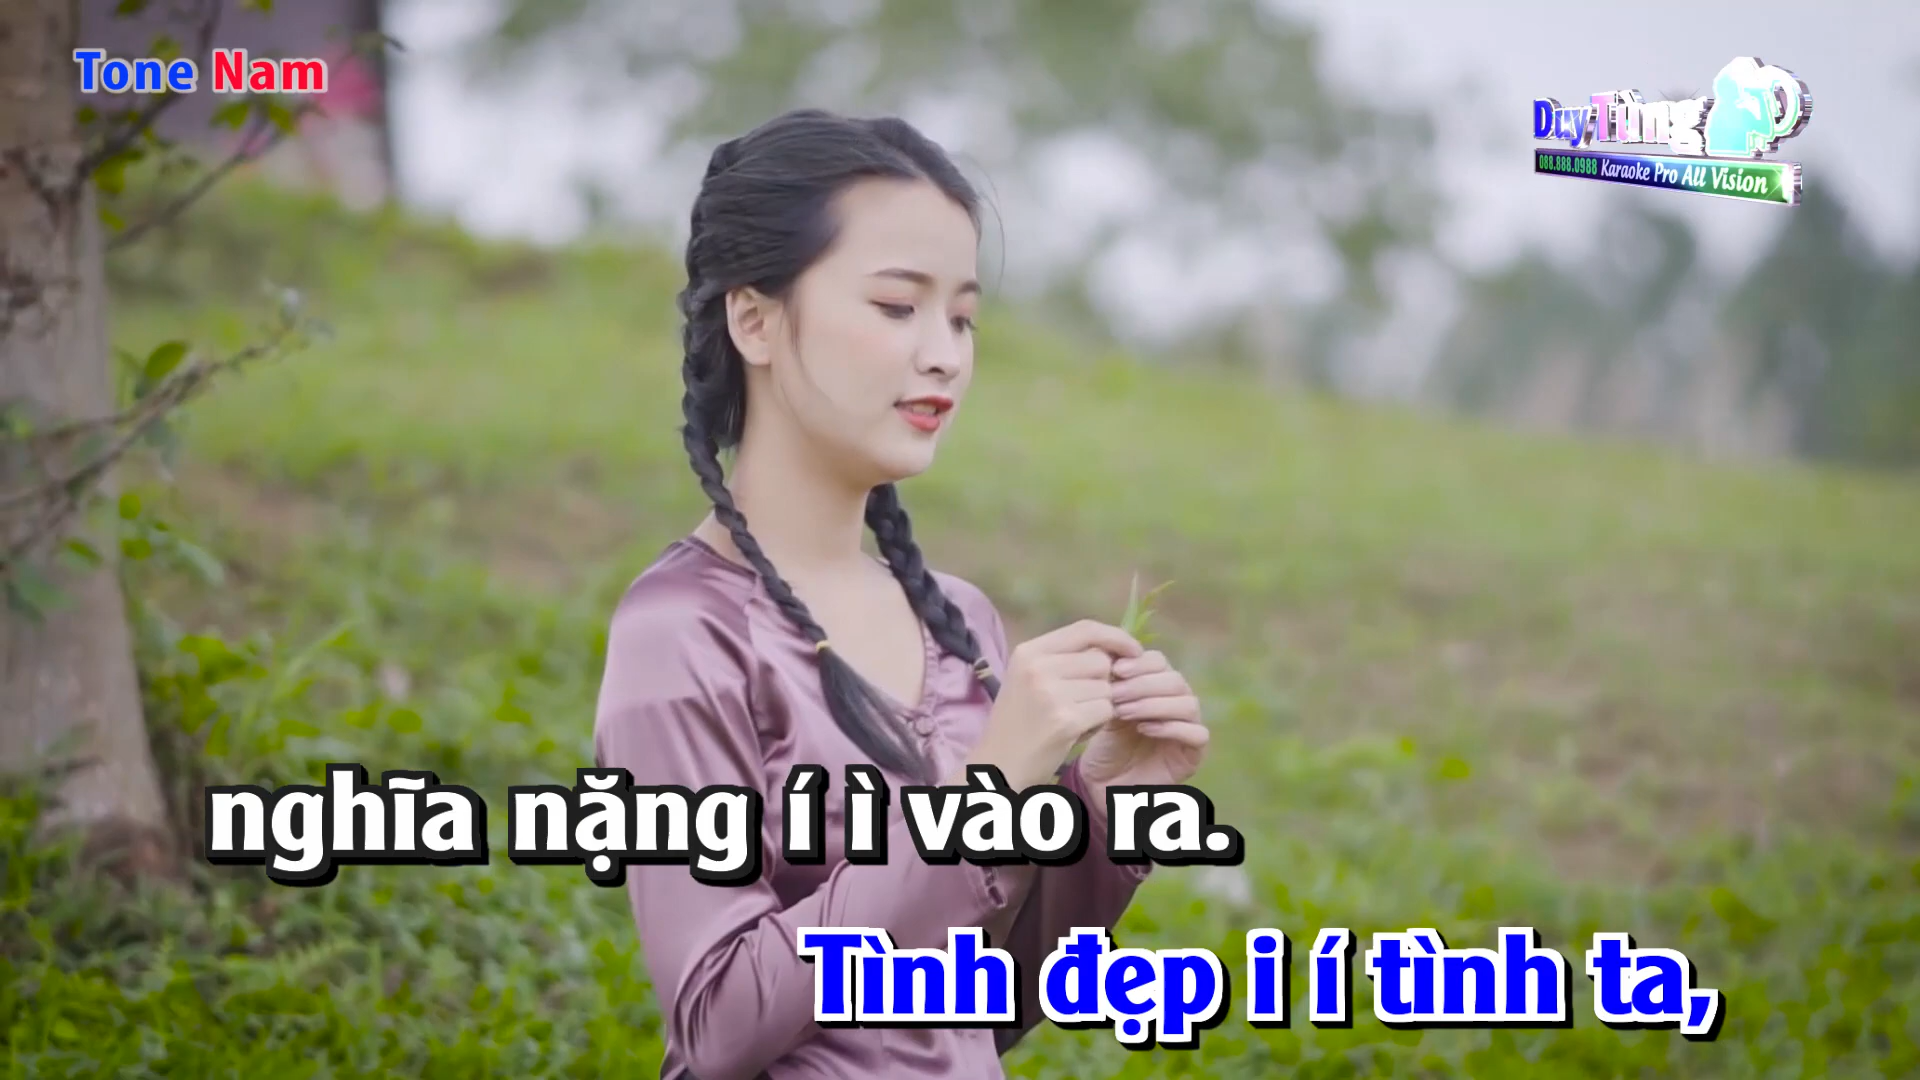 Tone Nam
Duy Tùng
088.888.0988 Karaoke Pro All Vision
nghĩa nặng í ì vào ra.
Tình đẹp i í tình ta,